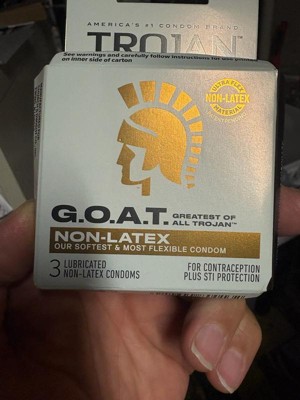 AMERICA'S #1 CONDOM BRAND
TROJAN™
See warnings and carefully follow instructions for use
on inner side of carton
ULTRAFLEX
NON-LATEX
MATERIAL
G.O.A.T.
GREATEST OF
ALL TROJAN™
NON-LATEX
OUR SOFTEST & MOST FLEXIBLE CONDOM
3 LUBRICATED
NON-LATEX CONDOMS
FOR CONTRACEPTION
PLUS STI PROTECTION